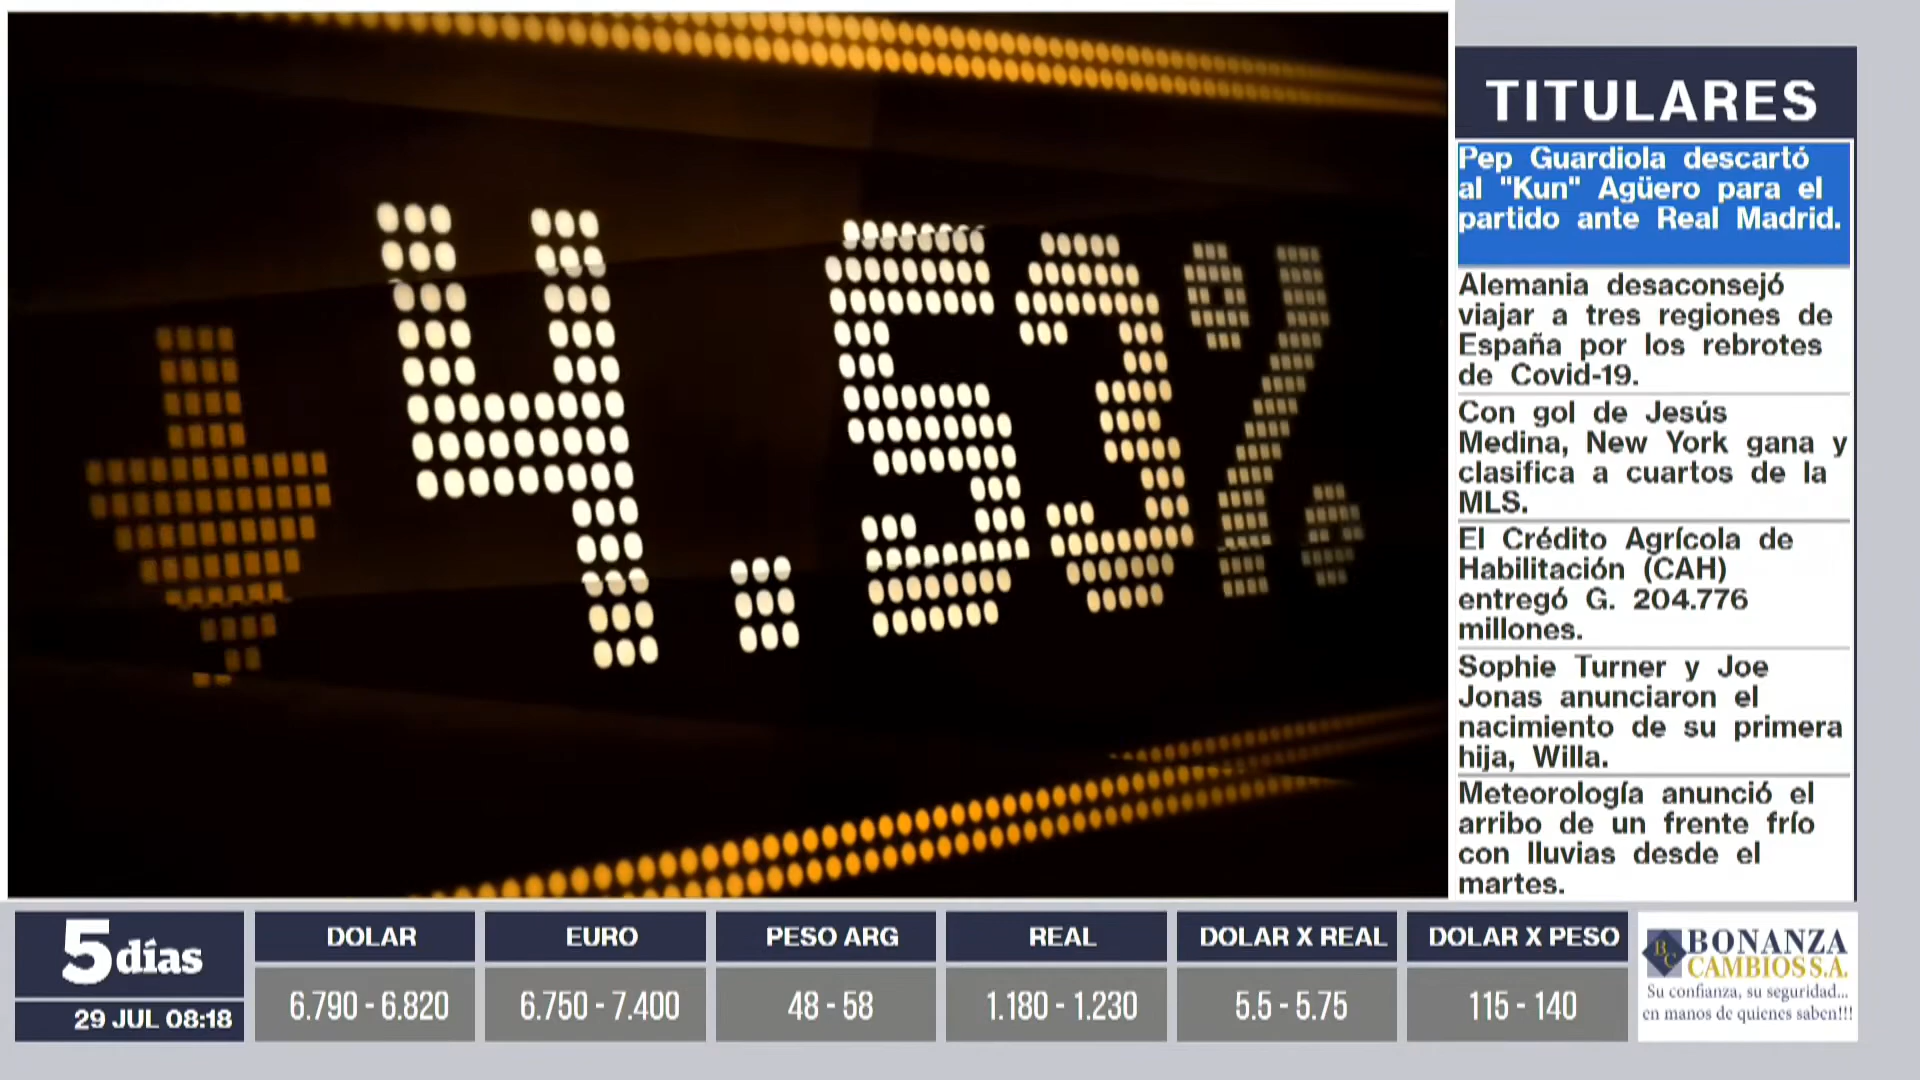 4.53%
TITULARES
Pep Guardiola descartó
al "Kun" Agüero para el
partido ante Real Madrid.
Alemania desaconsejó
viajar a tres regiones de
España por los rebrotes
de Covid-19.
Con gol de Jesús
Medina, New York gana y
clasifica a cuartos de la
MLS.
El Crédito Agrícola de
Habilitación (CAH)
entregó G. 204.776
millones.
Sophie Turner y Joe
Jonas anunciaron el
nacimiento de su primera
hija, Willa.
Meteorología anunció el
arribo de un frente frío
con lluvias desde el
martes.
5días
29 JUL 08:18
DOLAR
6.790 - 6.820
EURO
6.750 - 7.400
PESO ARG
48 - 58
REAL
1.180 - 1.230
DOLAR X REAL
5.5 - 5.75
DOLAR X PESO
115 - 140
BC BONANZA
CAMBIOS S.A.
Su confianza, su seguridad...
en manos de quienes saben!!!